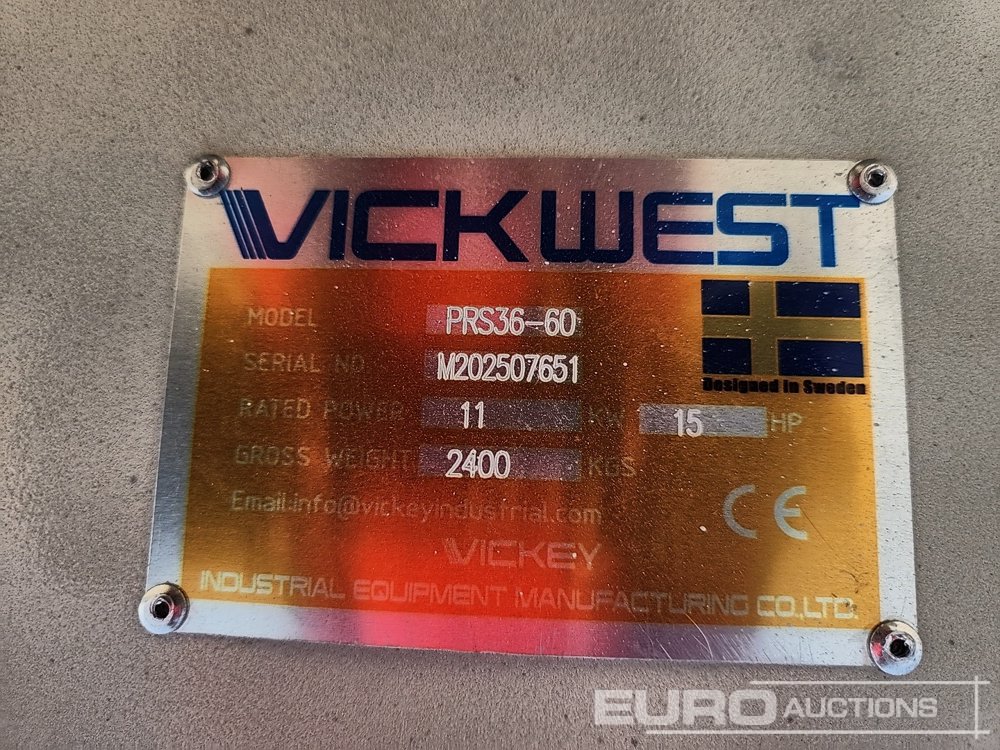 VICKWEST
MODEL PRS36-60
SERIAL NO M202507651
Designed in Sweden
RATED POWER 11 KW 15 HP
GROSS WEIGHT 2400 KGS
Email:info@vickeyindustrial.com
CE
VICKEY
INDUSTRIAL EQUIPMENT MANUFACTURING CO.,LTD.
EURO AUCTIONS